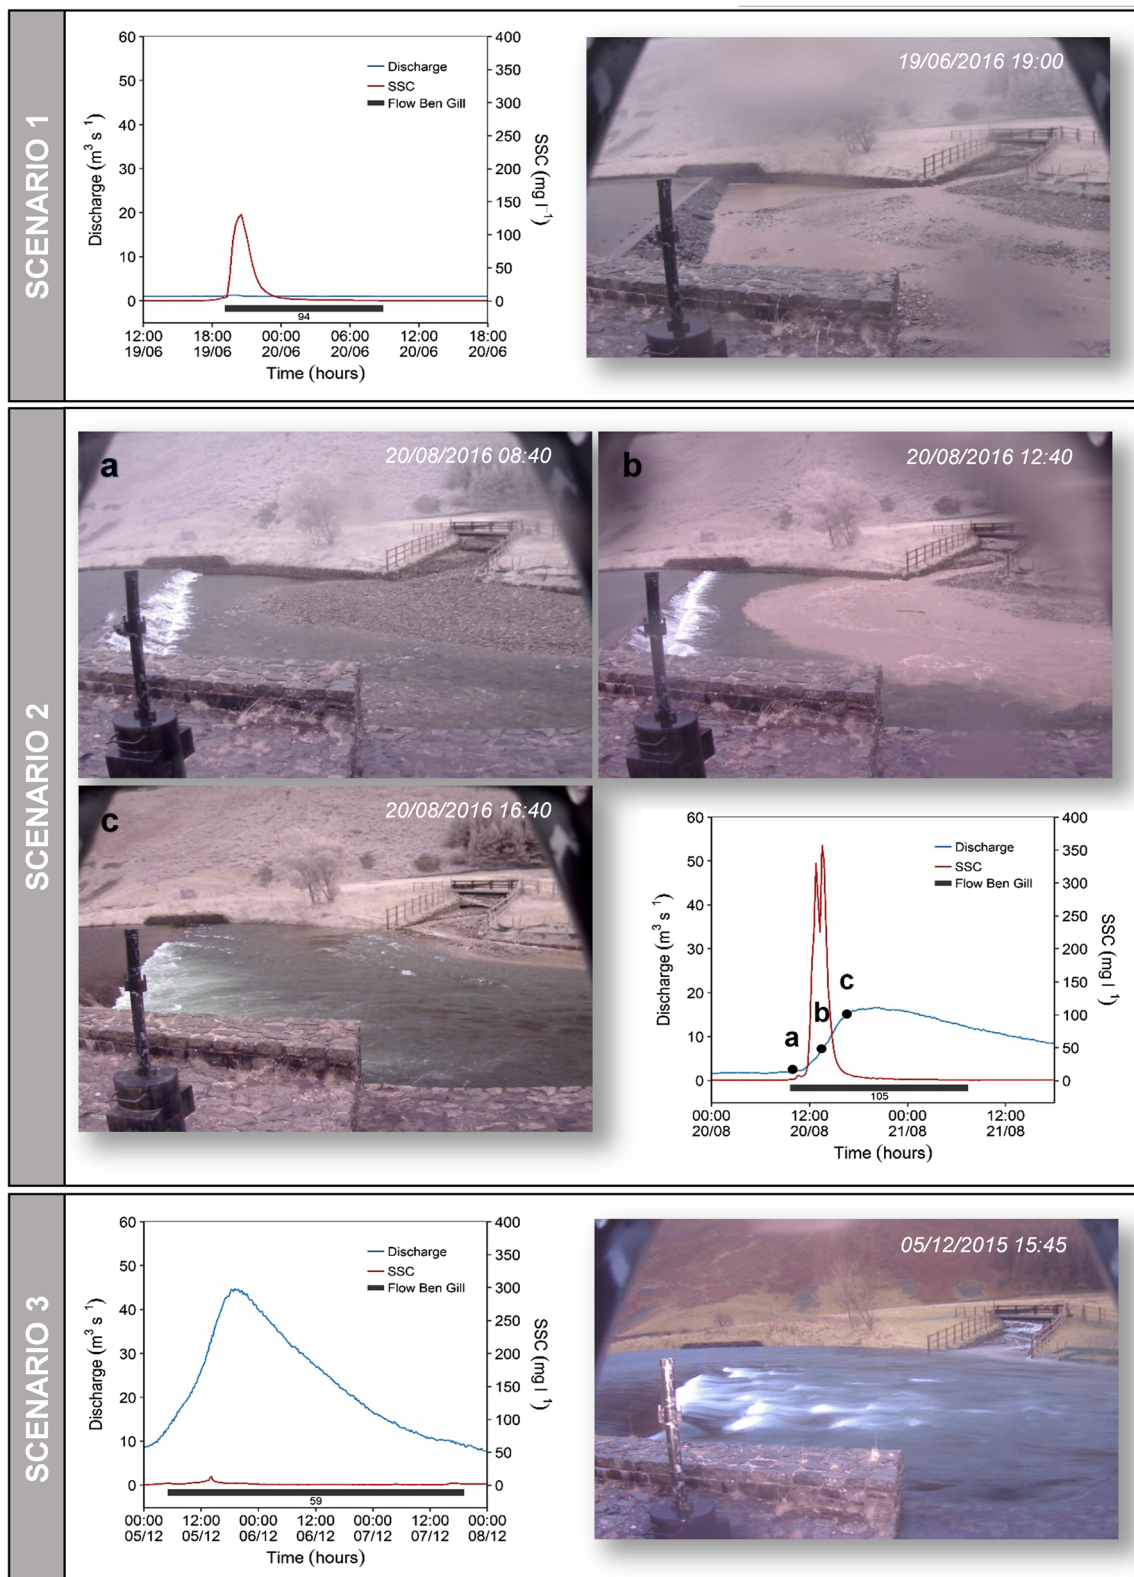 SCENARIO 1
60
50
40
30
20
10
0
Discharge (m³ s⁻¹)
400
350
300
250
200
150
100
50
0
SSC (mg l⁻¹)
Discharge
SSC
Flow Ben Gill
94
12:00 18:00 00:00 06:00 12:00 18:00
19/06 19/06 20/06 20/06 20/06 20/06
Time (hours)
19/06/2016 19:00
SCENARIO 2
a
20/08/2016 08:40
b
20/08/2016 12:40
c
20/08/2016 16:40
60
50
40
30
20
10
0
Discharge (m³ s⁻¹)
400
350
300
250
200
150
100
50
0
SSC (mg l⁻¹)
Discharge
SSC
Flow Ben Gill
a
b
c
105
00:00 12:00 00:00 12:00
20/08 20/08 21/08 21/08
Time (hours)
SCENARIO 3
60
50
40
30
20
10
0
Discharge (m³ s⁻¹)
400
350
300
250
200
150
100
50
0
SSC (mg l⁻¹)
Discharge
SSC
Flow Ben Gill
59
00:00 12:00 00:00 12:00 00:00 12:00 00:00
05/12 05/12 06/12 06/12 07/12 07/12 08/12
Time (hours)
05/12/2015 15:45